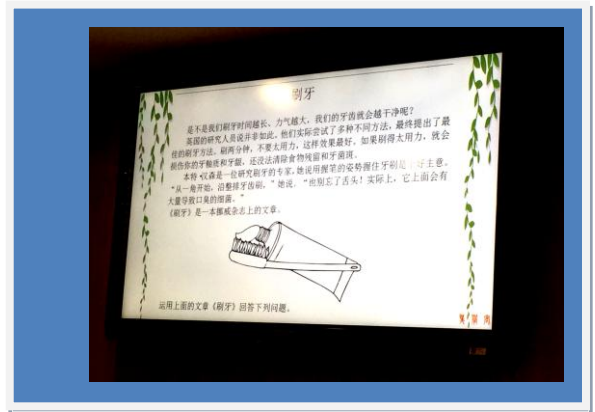 刷牙
是不是我们刷牙时间越长、力气越大,我们的牙齿就会越干净呢?
英国的研究人员说并非如此。他们实际尝试了多种不同方法,最终提出了最
佳的刷牙方法。刷两分钟,不要太用力,这样效果最好。如果刷得太用力,就会
损伤你的牙釉质和牙龈,还没法清除食物残留和牙菌斑。
本特·汉森是一位研究刷牙的专家,她说用握笔的姿势握住牙刷是 好主意。
“从一角开始,沿整排牙齿刷。”她说。“也别忘了舌头!实际上,它上面会有
大量导致口臭的细菌。”
《刷牙》是一本挪威杂志上的文章。
运用上面的文章《刷牙》回答下列问题。